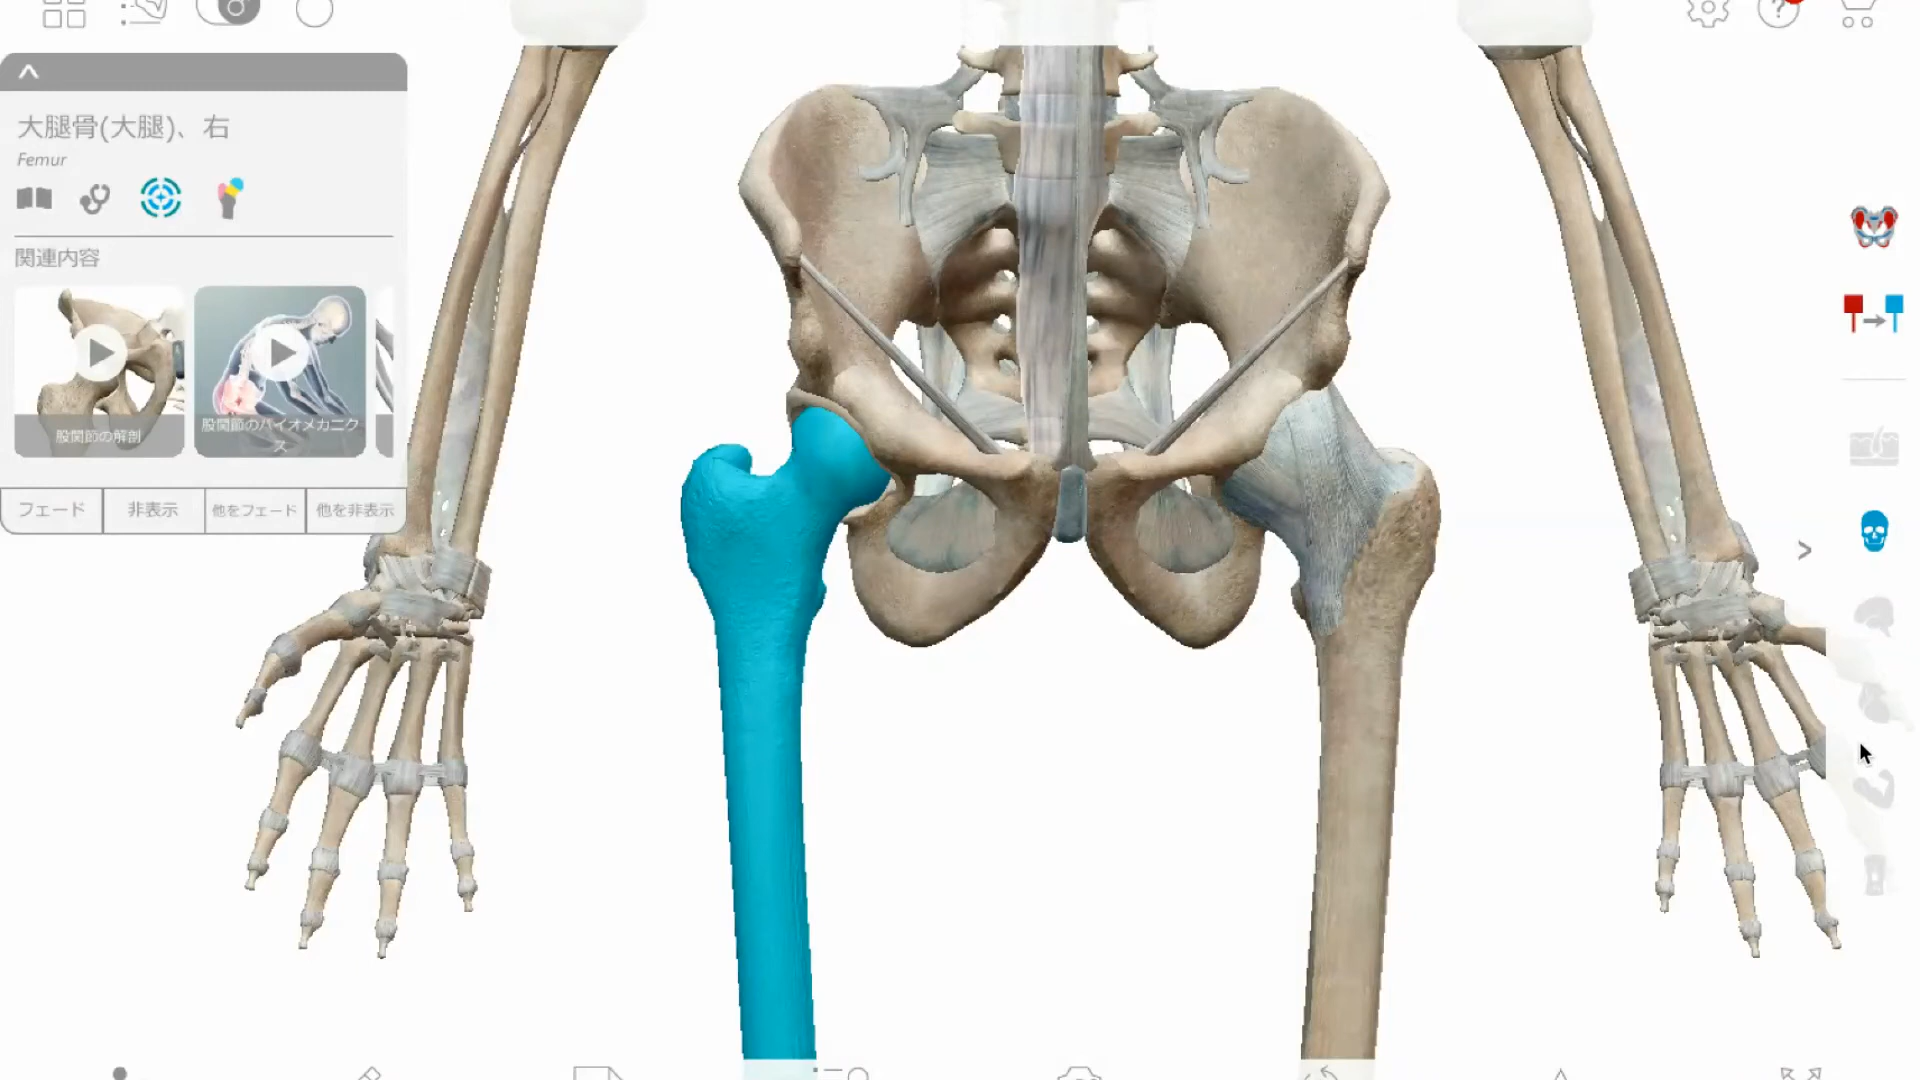 大腿骨(大腿)、右
Femur
関連内容
股関節の解剖
股関節のバイオメカニク
ス
フェード
非表示
他をフェード
他を非表示